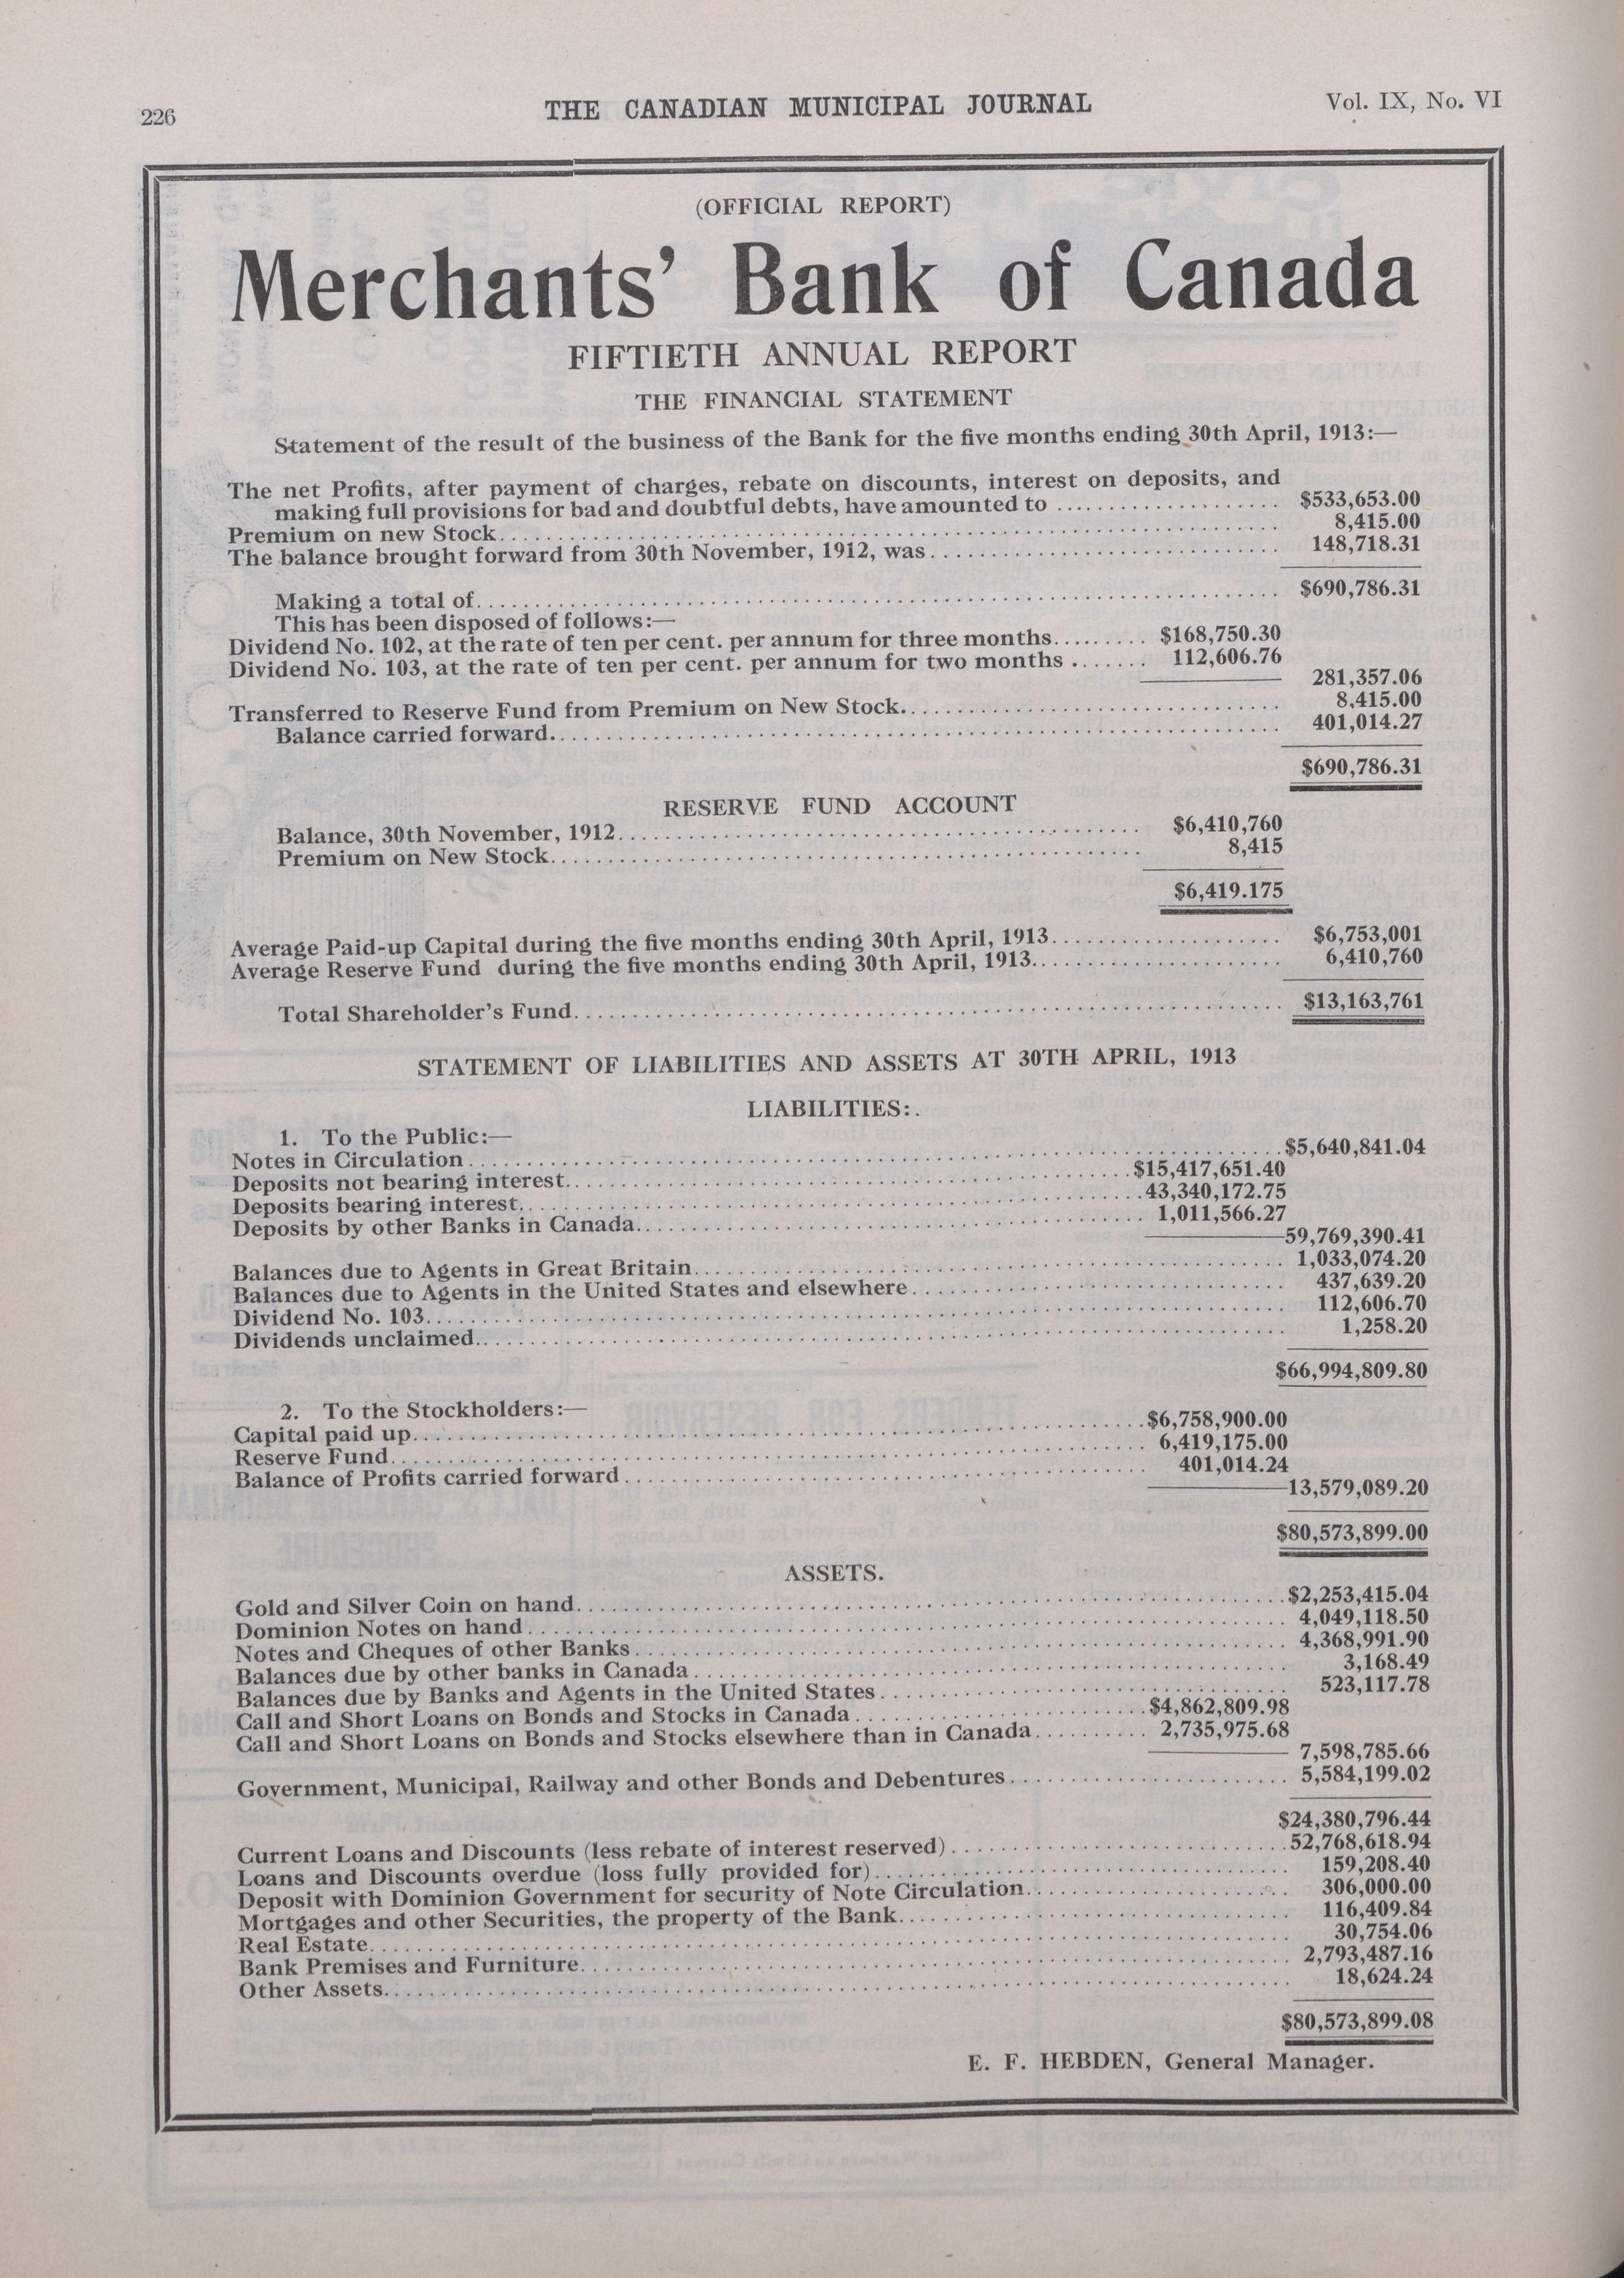 226
THE CANADIAN MUNICIPAL JOURNAL
Vol. IX, No. VI
(OFFICIAL REPORT)
Merchants' Bank of Canada
FIFTIETH ANNUAL REPORT
THE FINANCIAL STATEMENT
Statement of the result of the business of the Bank for the five months ending 30th April, 1913:—
The net Profits, after payment of charges, rebate on discounts, interest on deposits, and
making full provisions for bad and doubtful debts, have amounted to .................... $533,653.00
Premium on new Stock.................................................................. 8,415.00
The balance brought forward from 30th November, 1912, was.............................. 148,718.31
Making a total of...................................................................... $690,786.31
This has been disposed of follows:—
Dividend No. 102, at the rate of ten per cent. per annum for three months......... $168,750.30
Dividend No. 103, at the rate of ten per cent. per annum for two months ....... 112,606.76
281,357.06
Transferred to Reserve Fund from Premium on New Stock................................. 8,415.00
Balance carried forward............................................................... 401,014.27
$690,786.31
RESERVE FUND ACCOUNT
Balance, 30th November, 1912............................................. $6,410,760
Premium on New Stock..................................................... 8,415
$6,419.175
Average Paid-up Capital during the five months ending 30th April, 1913.................... $6,753,001
Average Reserve Fund during the five months ending 30th April, 1913...................... 6,410,760
Total Shareholder's Fund............................................................. $13,163,761
STATEMENT OF LIABILITIES AND ASSETS AT 30TH APRIL, 1913
LIABILITIES:.
1. To the Public:—
Notes in Circulation.................................................................. $5,640,841.04
Deposits not bearing interest................................................ $15,417,651.40
Deposits bearing interest.................................................... 43,340,172.75
Deposits by other Banks in Canada............................................ 1,011,566.27
59,769,390.41
Balances due to Agents in Great Britain............................................... 1,033,074.20
Balances due to Agents in the United States and elsewhere............................. 437,639.20
Dividend No. 103...................................................................... 112,606.70
Dividends unclaimed................................................................... 1,258.20
$66,994,809.80
2. To the Stockholders:—
Capital paid up.............................................................. $6,758,900.00
Reserve Fund................................................................. 6,419,175.00
Balance of Profits carried forward........................................... 401,014.24
13,579,089.20
$80,573,899.00
ASSETS.
Gold and Silver Coin on hand.......................................................... $2,253,415.04
Dominion Notes on hand................................................................ 4,049,118.50
Notes and Cheques of other Banks...................................................... 4,368,991.90
Balances due by other banks in Canada................................................. 3,168.49
Balances due by Banks and Agents in the United States................................. 523,117.78
Call and Short Loans on Bonds and Stocks in Canada......................... $4,862,809.98
Call and Short Loans on Bonds and Stocks elsewhere than in Canada.......... 2,735,975.68
7,598,785.66
Government, Municipal, Railway and other Bonds and Debentures........................ 5,584,199.02
$24,380,796.44
Current Loans and Discounts (less rebate of interest reserved)............................. 52,768,618.94
Loans and Discounts overdue (loss fully provided for)................................. 159,208.40
Deposit with Dominion Government for security of Note Circulation....................... 306,000.00
Mortgages and other Securities, the property of the Bank.............................. 116,409.84
Real Estate........................................................................... 30,754.06
Bank Premises and Furniture........................................................... 2,793,487.16
Other Assets.......................................................................... 18,624.24
$80,573,899.08
E. F. HEBDEN, General Manager.